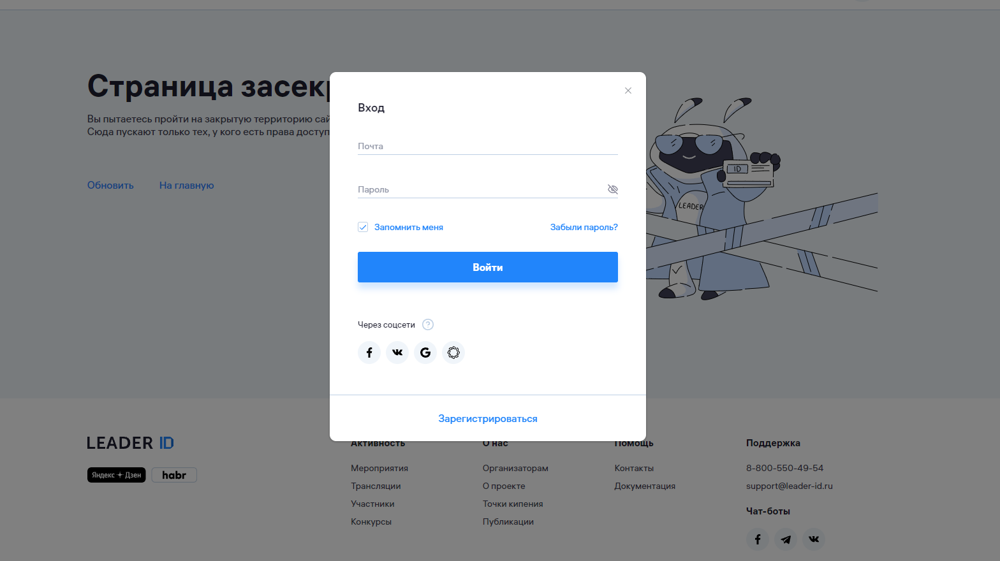 Страница засек
Вы пытаетесь пройти на закрытую территорию сай
Сюда пускают только тех, у кого есть права доступ
Обновить На главную
Вход
Почта
Пароль
Запомнить меня Забыли пароль?
Войти
Через соцсети ?
Зарегистрироваться
ID
LEADER
LEADER ID
Яндекс Дзен habr
Активность
Мероприятия
Трансляции
Участники
Конкурсы
О нас
Организаторам
О проекте
Точки кипения
Публикации
Помощь
Контакты
Документация
Поддержка
8-800-550-49-54
support@leader-id.ru
Чат-боты